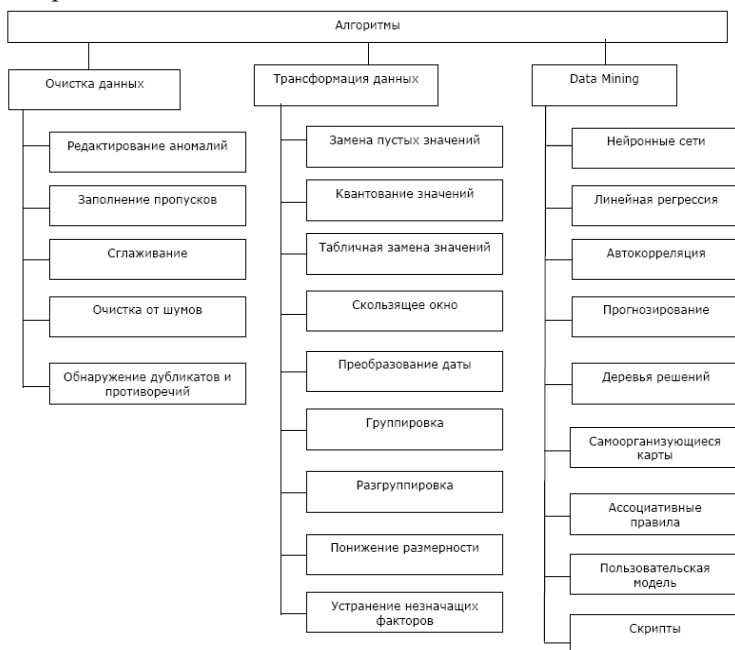 Алгоритмы
Очистка данных
Трансформация данных
Data Mining
Редактирование аномалий
Заполнение пропусков
Сглаживание
Очистка от шумов
Обнаружение дубликатов и
противоречий
Замена пустых значений
Квантование значений
Табличная замена значений
Скользящее окно
Преобразование даты
Группировка
Разгруппировка
Понижение размерности
Устранение незначащих
факторов
Нейронные сети
Линейная регрессия
Автокорреляция
Прогнозирование
Деревья решений
Самоорганизующиеся
карты
Ассоциативные
правила
Пользовательская
модель
Скрипты